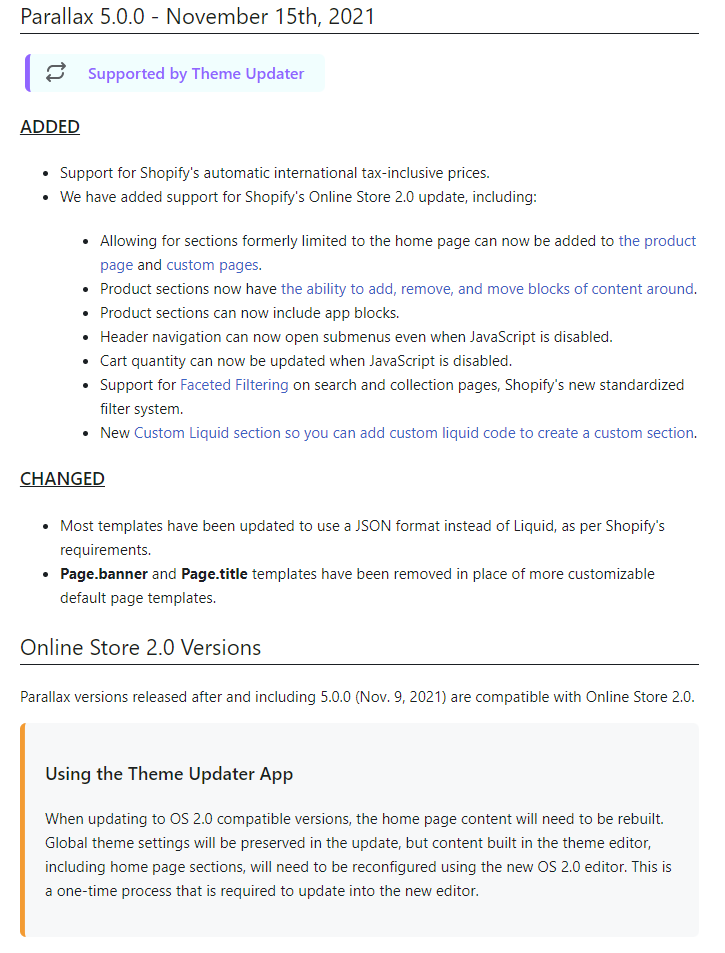 Parallax 5.0.0 - November 15th, 2021
Supported by Theme Updater
ADDED
Support for Shopify's automatic international tax-inclusive prices.
We have added support for Shopify's Online Store 2.0 update, including:
Allowing for sections formerly limited to the home page can now be added to the product
page and custom pages.
Product sections now have the ability to add, remove, and move blocks of content around.
Product sections can now include app blocks.
Header navigation can now open submenus even when JavaScript is disabled.
Cart quantity can now be updated when JavaScript is disabled.
Support for Faceted Filtering on search and collection pages, Shopify's new standardized
filter system.
New Custom Liquid section so you can add custom liquid code to create a custom section.
CHANGED
Most templates have been updated to use a JSON format instead of Liquid, as per Shopify's
requirements.
Page.banner and Page.title templates have been removed in place of more customizable
default page templates.
Online Store 2.0 Versions
Parallax versions released after and including 5.0.0 (Nov. 9, 2021) are compatible with Online Store 2.0.
Using the Theme Updater App
When updating to OS 2.0 compatible versions, the home page content will need to be rebuilt.
Global theme settings will be preserved in the update, but content built in the theme editor,
including home page sections, will need to be reconfigured using the new OS 2.0 editor. This is
a one-time process that is required to update into the new editor.